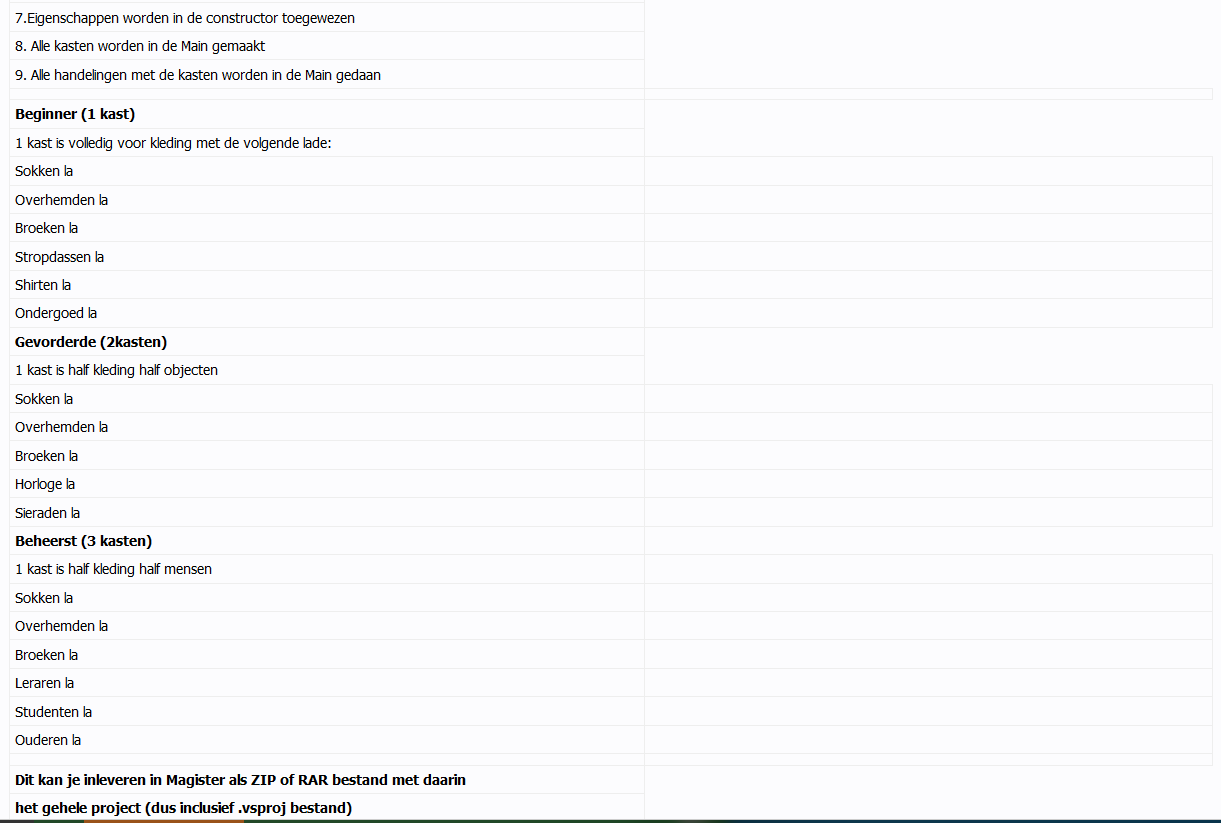 7.Eigenschappen worden in de constructor toegewezen
8. Alle kasten worden in de Main gemaakt
9. Alle handelingen met de kasten worden in de Main gedaan
Beginner (1 kast)
1 kast is volledig voor kleding met de volgende lade:
Sokken la
Overhemden la
Broeken la
Stropdassen la
Shirten la
Ondergoed la
Gevorderde (2kasten)
1 kast is half kleding half objecten
Sokken la
Overhemden la
Broeken la
Horloge la
Sieraden la
Beheerst (3 kasten)
1 kast is half kleding half mensen
Sokken la
Overhemden la
Broeken la
Leraren la
Studenten la
Ouderen la
Dit kan je inleveren in Magister als ZIP of RAR bestand met daarin
het gehele project (dus inclusief .vsproj bestand)